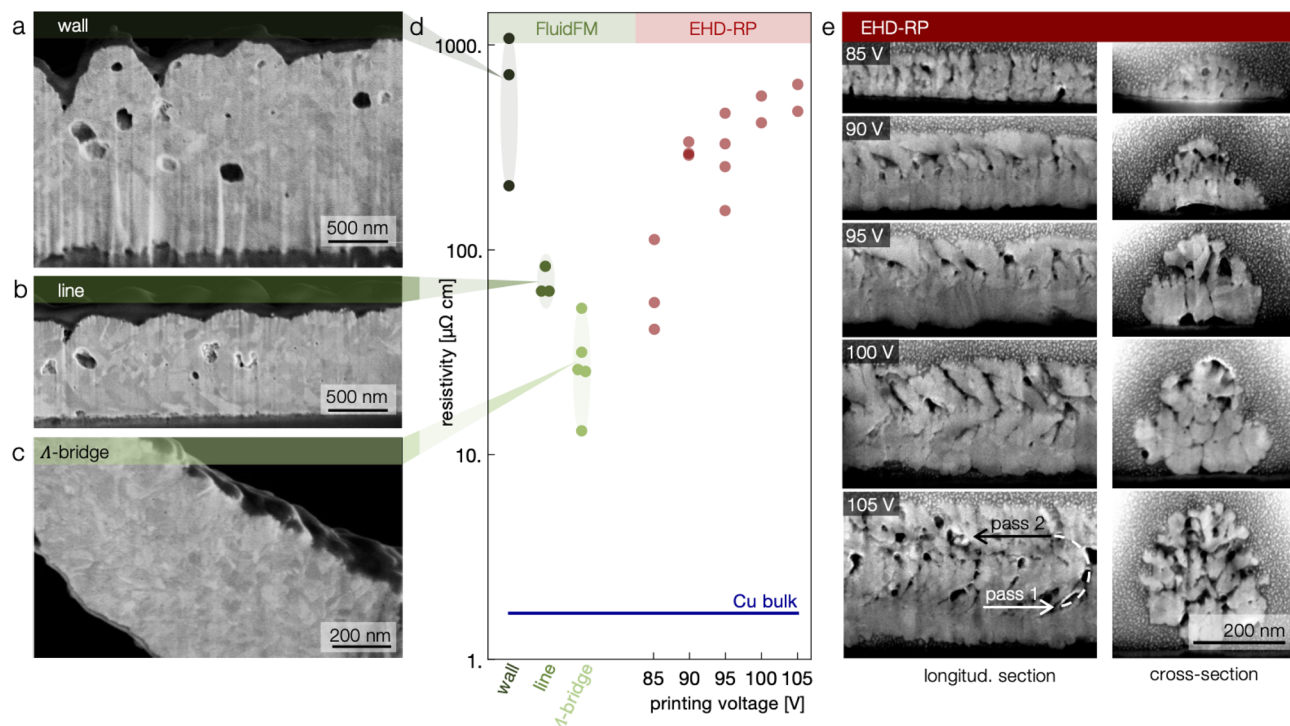 a
wall
500 nm
b
line
500 nm
c
Λ-bridge
200 nm
d
FluidFM
EHD-RP
1000.
100.
10.
1.
resistivity [μΩ cm]
Cu bulk
wall
line
Λ-bridge
85 90 95 100 105
printing voltage [V]
e
EHD-RP
85 V
90 V
95 V
100 V
105 V
pass 2
pass 1
200 nm
longitud. section
cross-section